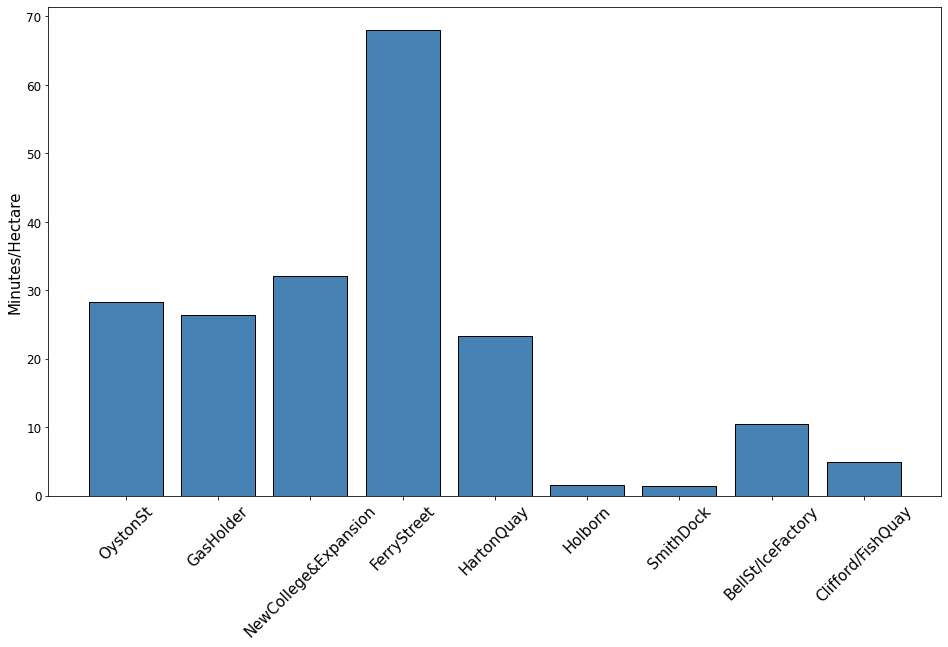 Minutes/Hectare
70
60
50
40
30
20
10
0
OystonSt
GasHolder
NewCollege&Expansion
FerryStreet
HartonQuay
Holborn
SmithDock
BellSt/IceFactory
Clifford/FishQuay